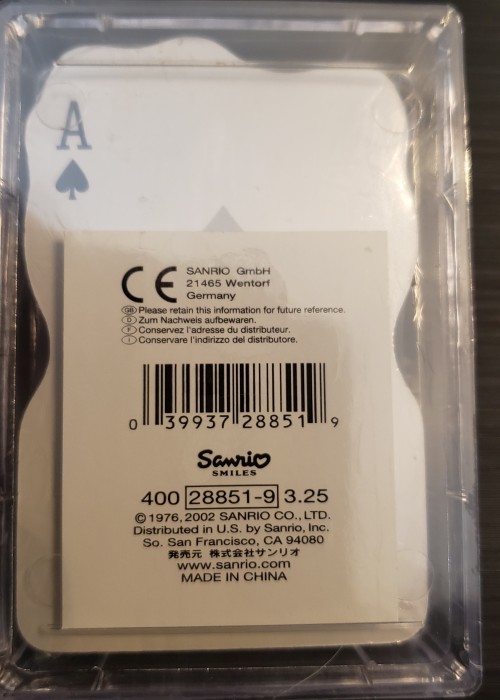 A
CE SANRIO GmbH
21465 Wentorf
Germany
GB Please retain this information for future reference.
D Zum Nachweis aufbewaren.
F Conservez l'adresse du distributeur.
I Conservare l'indirizzo del distributore.
0 39937 28851 9
Sanrio
SMILES
400 28851-9 3.25
© 1976, 2002 SANRIO CO., LTD.
Distributed in U.S. by Sanrio, Inc.
So. San Francisco, CA 94080
発売元 株式会社サンリオ
www.sanrio.com
MADE IN CHINA